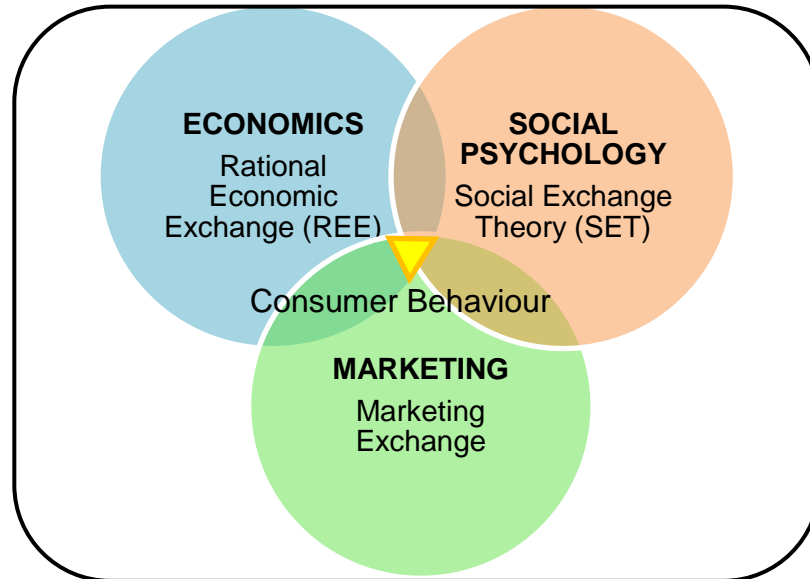 ECONOMICS
Rational
Economic
Exchange (REE)
SOCIAL
PSYCHOLOGY
Social Exchange
Theory (SET)
Consumer Behaviour
MARKETING
Marketing
Exchange